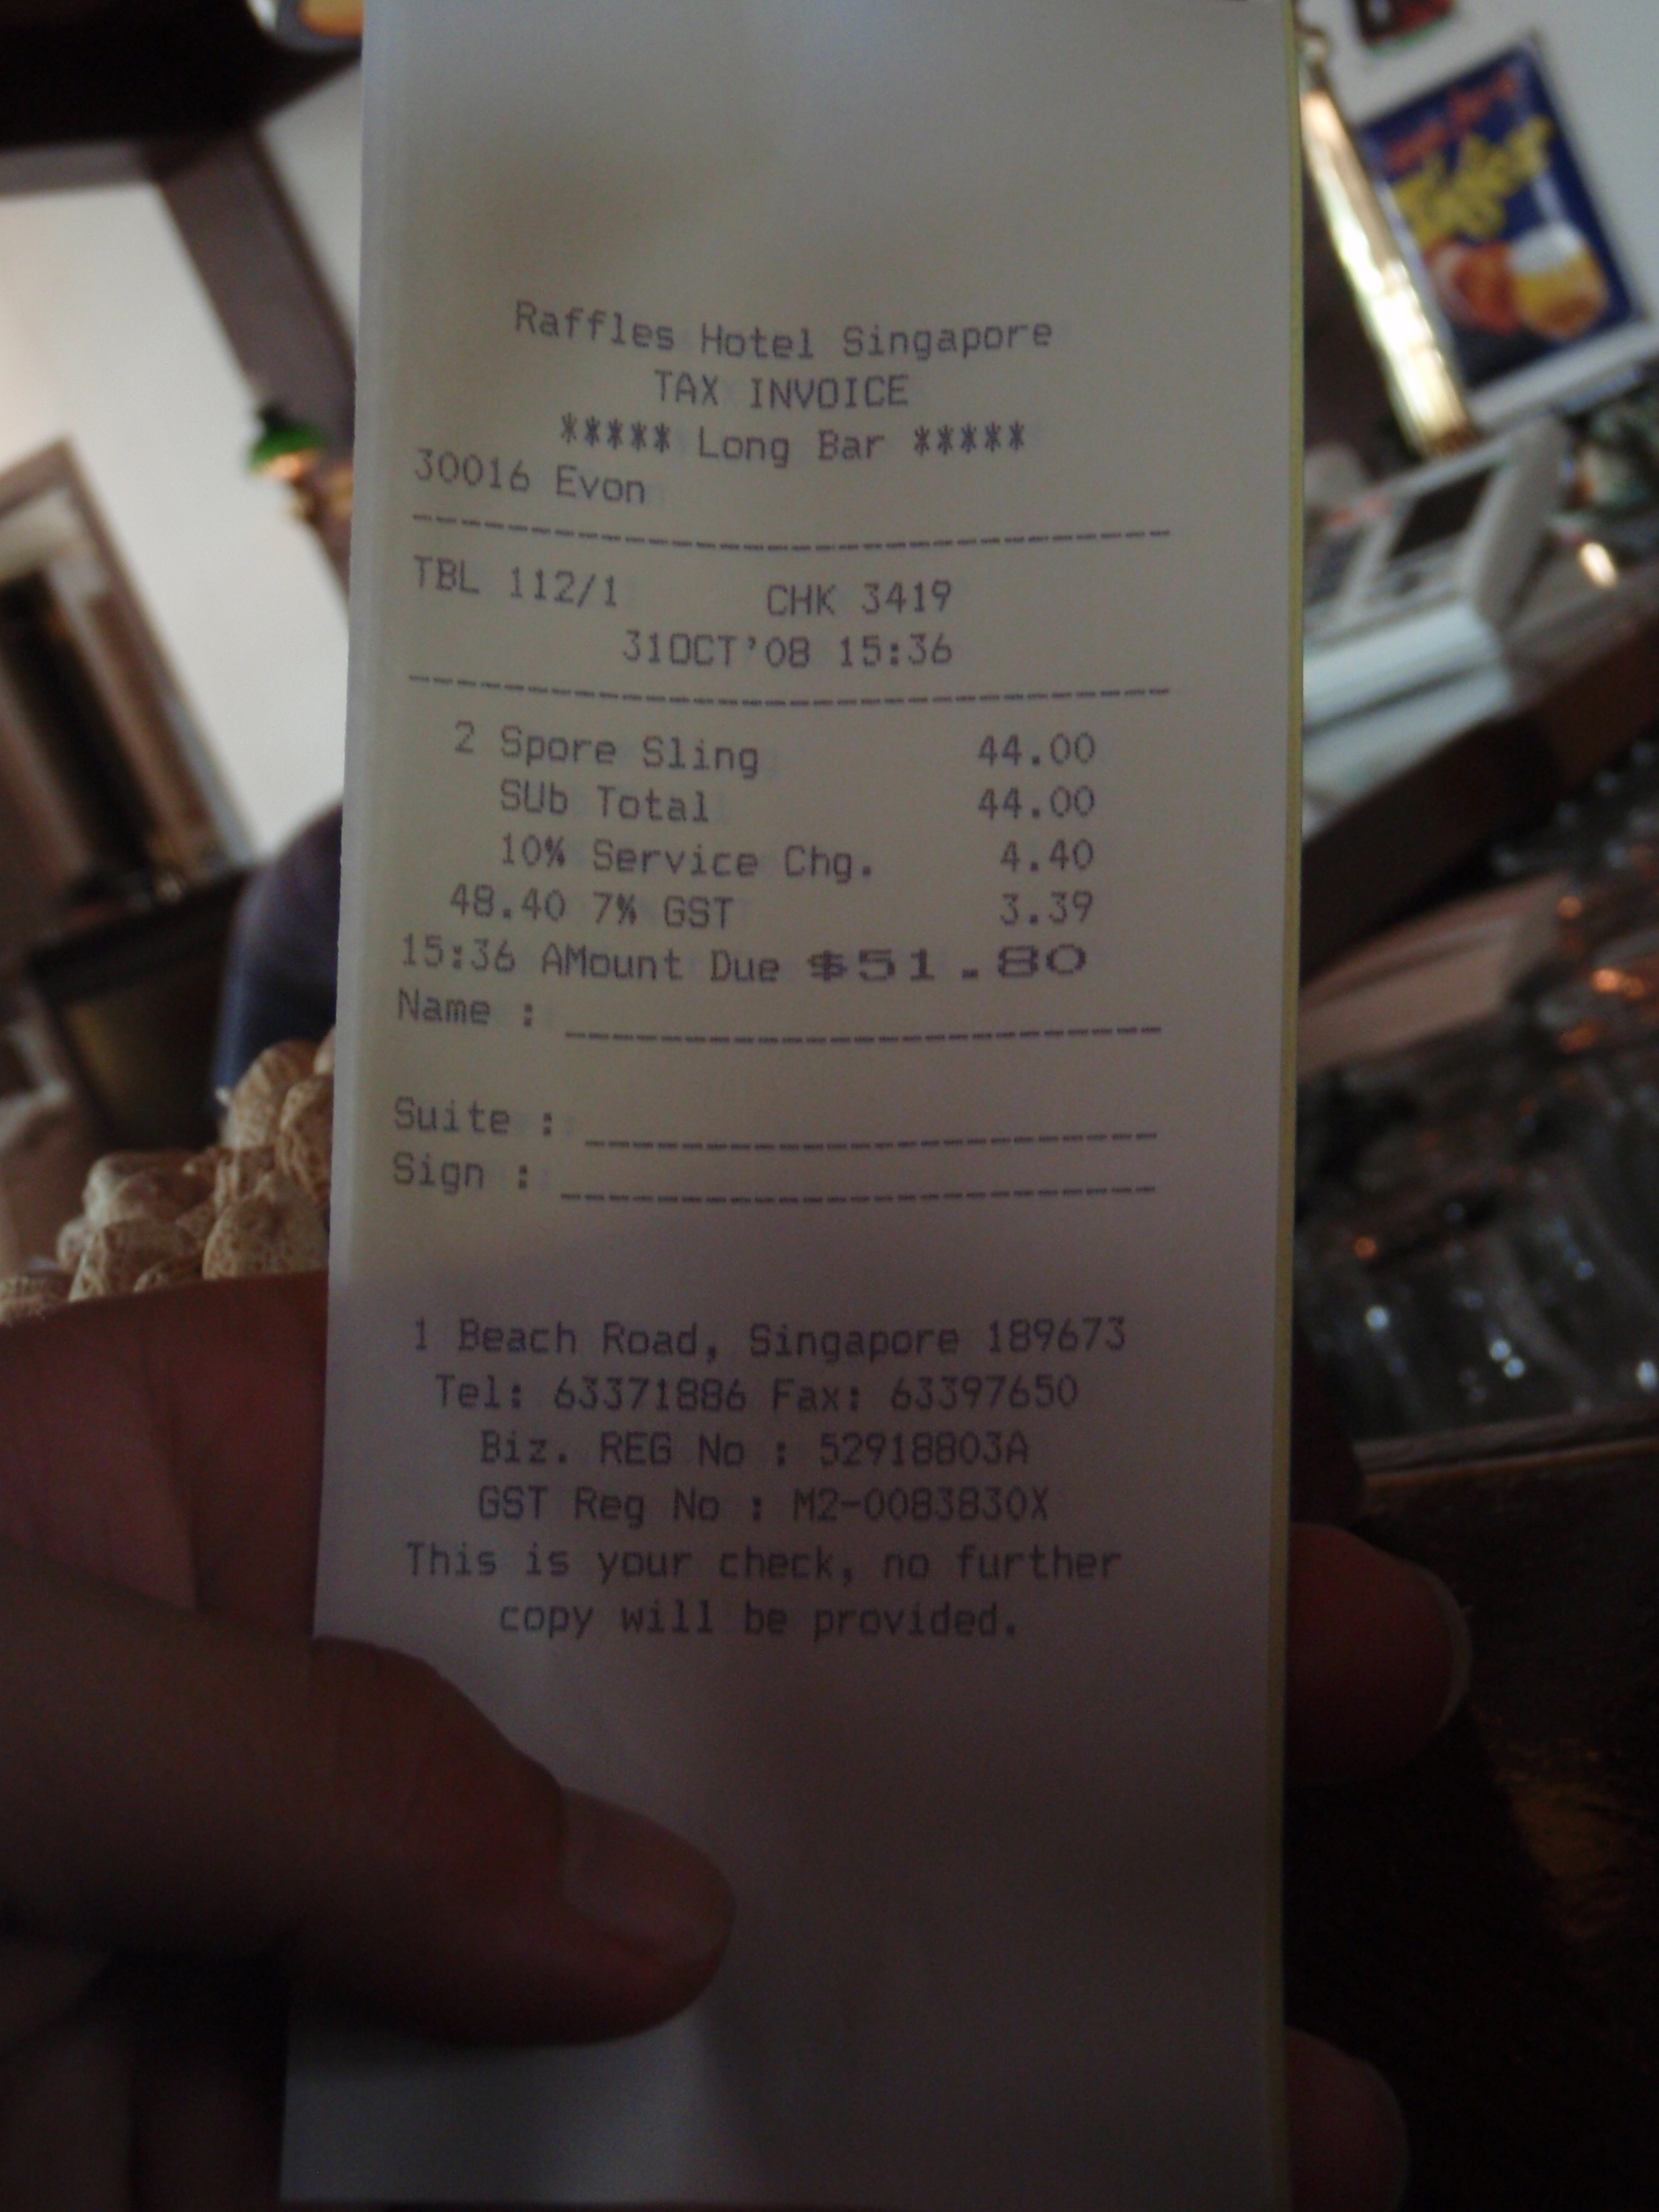 Raffles Hotel Singapore
TAX INVOICE
***** Long Bar *****
30016 Evon
TBL 112/1 CHK 3419
31OCT'08 15:36
2 Spore Sling 44.00
SUb Total 44.00
10% Service Chg. 4.40
48.40 7% GST 3.39
15:36 AMount Due $51.80
Name :
Suite :
Sign :
1 Beach Road, Singapore 189673
Tel: 63371886 Fax: 63397650
Biz. REG No : 52918803A
GST Reg No : M2-0083830X
This is your check, no further
copy will be provided.